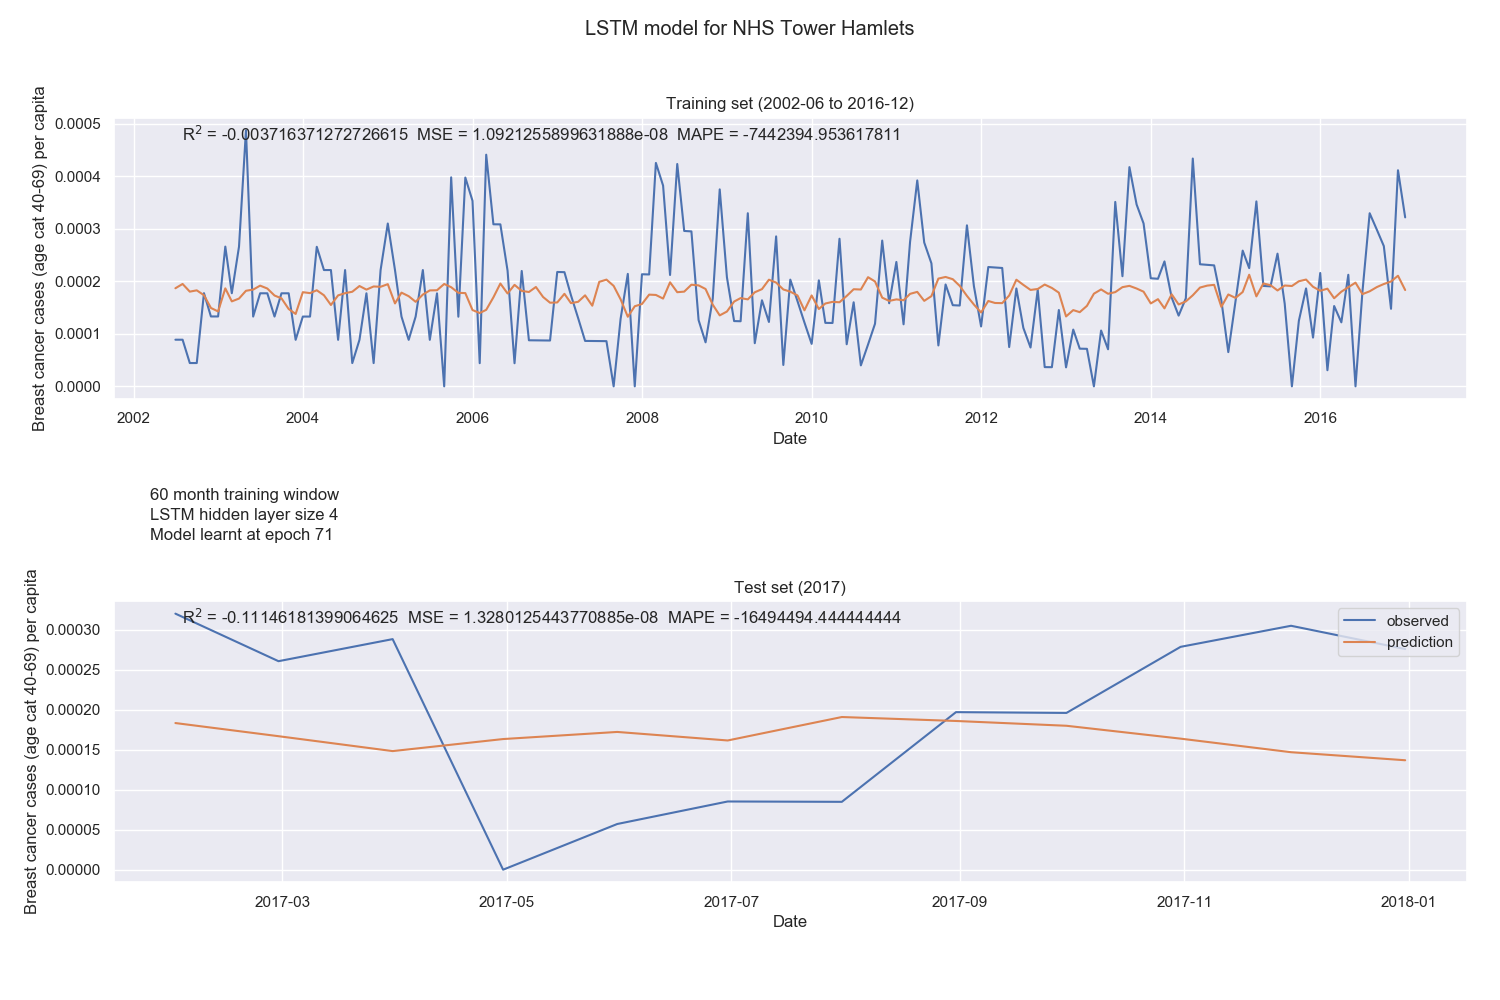 LSTM model for NHS Tower Hamlets
Training set (2002-06 to 2016-12)
R² = -0.003716371272726615 MSE = 1.0921255899631888e-08 MAPE = -7442394.953617811
Breast cancer cases (age cat 40-69) per capita
0.0005
0.0004
0.0003
0.0002
0.0001
0.0000
2002 2004 2006 2008 2010 2012 2014 2016
Date
60 month training window
LSTM hidden layer size 4
Model learnt at epoch 71
Test set (2017)
R² = -0.11146181399064625 MSE = 1.3280125443770885e-08 MAPE = -16494494.444444444
observed
prediction
Breast cancer cases (age cat 40-69) per capita
0.00030
0.00025
0.00020
0.00015
0.00010
0.00005
0.00000
2017-03 2017-05 2017-07 2017-09 2017-11 2018-01
Date